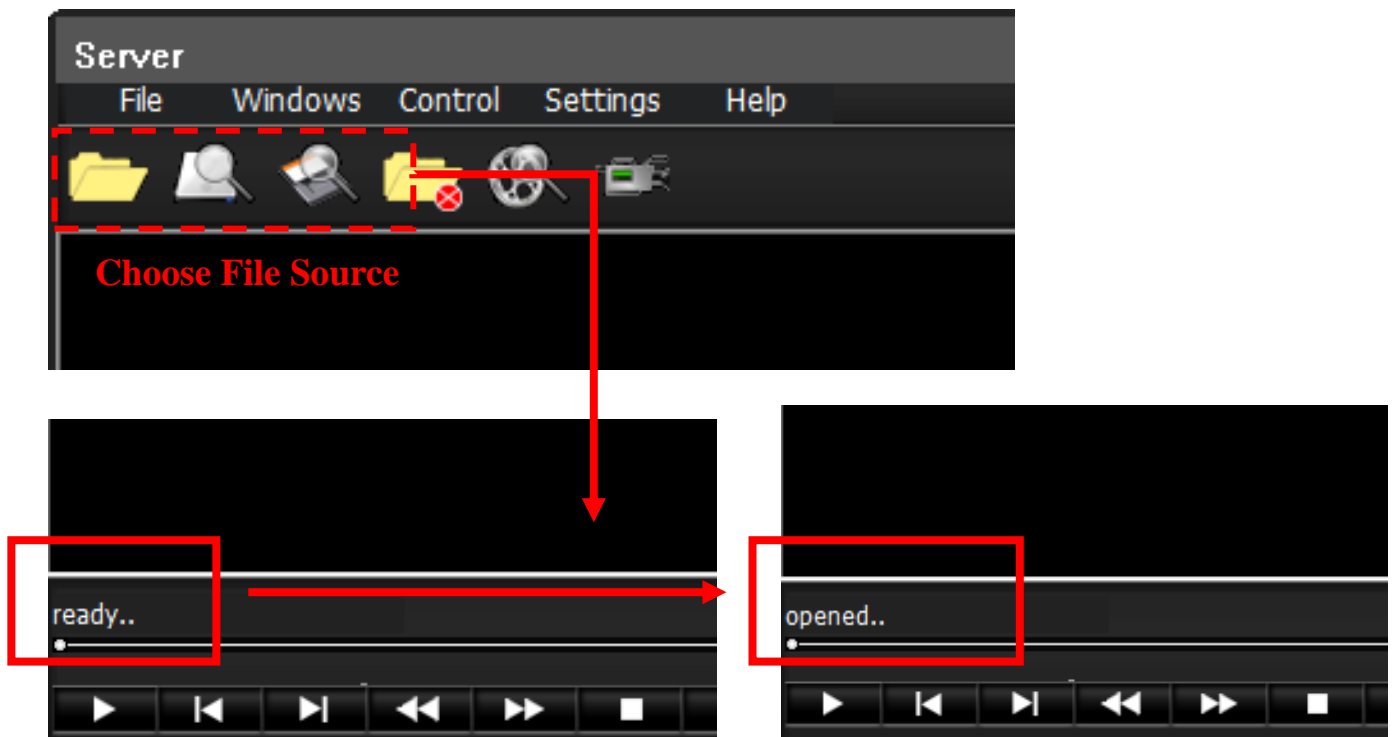 Server
File Windows Control Settings Help
Choose File Source
ready..
opened..